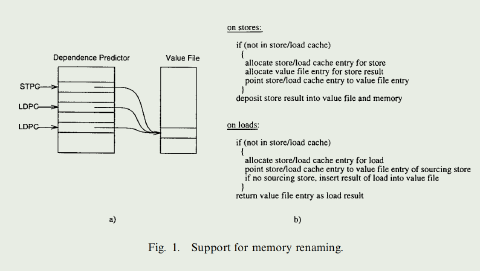 Dependence Predictor
Value File
STPC
LDPC
LDPC
a)
on stores:
if (not in store/load cache)
{
allocate store/load cache entry for store
allocate value file entry for store result
point store/load cache entry to value file entry
}
deposit store result into value file and memory
on loads:
if (not in store/load cache)
{
allocate store/load cache entry for load
point store/load cache entry to value file entry of sourcing store
if no sourcing store, insert result of load into value file
}
return value file entry as load result
b)
Fig. 1. Support for memory renaming.